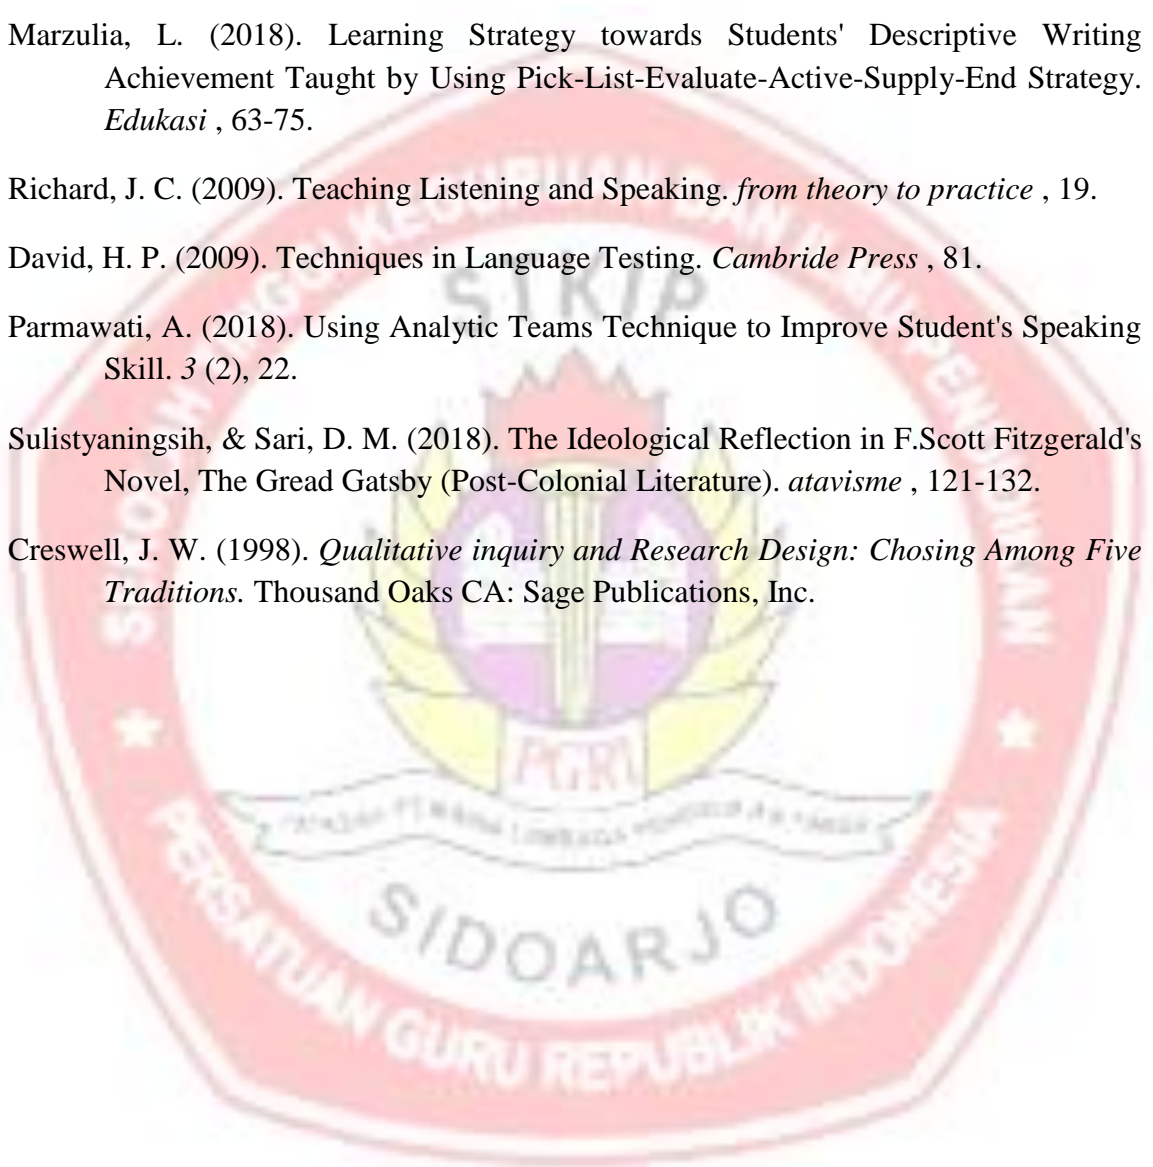 Marzulia, L. (2018). Learning Strategy towards Students' Descriptive Writing
Achievement Taught by Using Pick-List-Evaluate-Active-Supply-End Strategy.
Edukasi , 63-75.
Richard, J. C. (2009). Teaching Listening and Speaking. from theory to practice , 19.
David, H. P. (2009). Techniques in Language Testing. Cambride Press , 81.
Parmawati, A. (2018). Using Analytic Teams Technique to Improve Student's Speaking
Skill. 3 (2), 22.
Sulistyaningsih, & Sari, D. M. (2018). The Ideological Reflection in F.Scott Fitzgerald's
Novel, The Gread Gatsby (Post-Colonial Literature). atavisme , 121-132.
Creswell, J. W. (1998). Qualitative inquiry and Research Design: Chosing Among Five
Traditions. Thousand Oaks CA: Sage Publications, Inc.
STKIP
PGRI
SIDOARJO
PERSATUAN GURU REPUBLIK INDONESIA